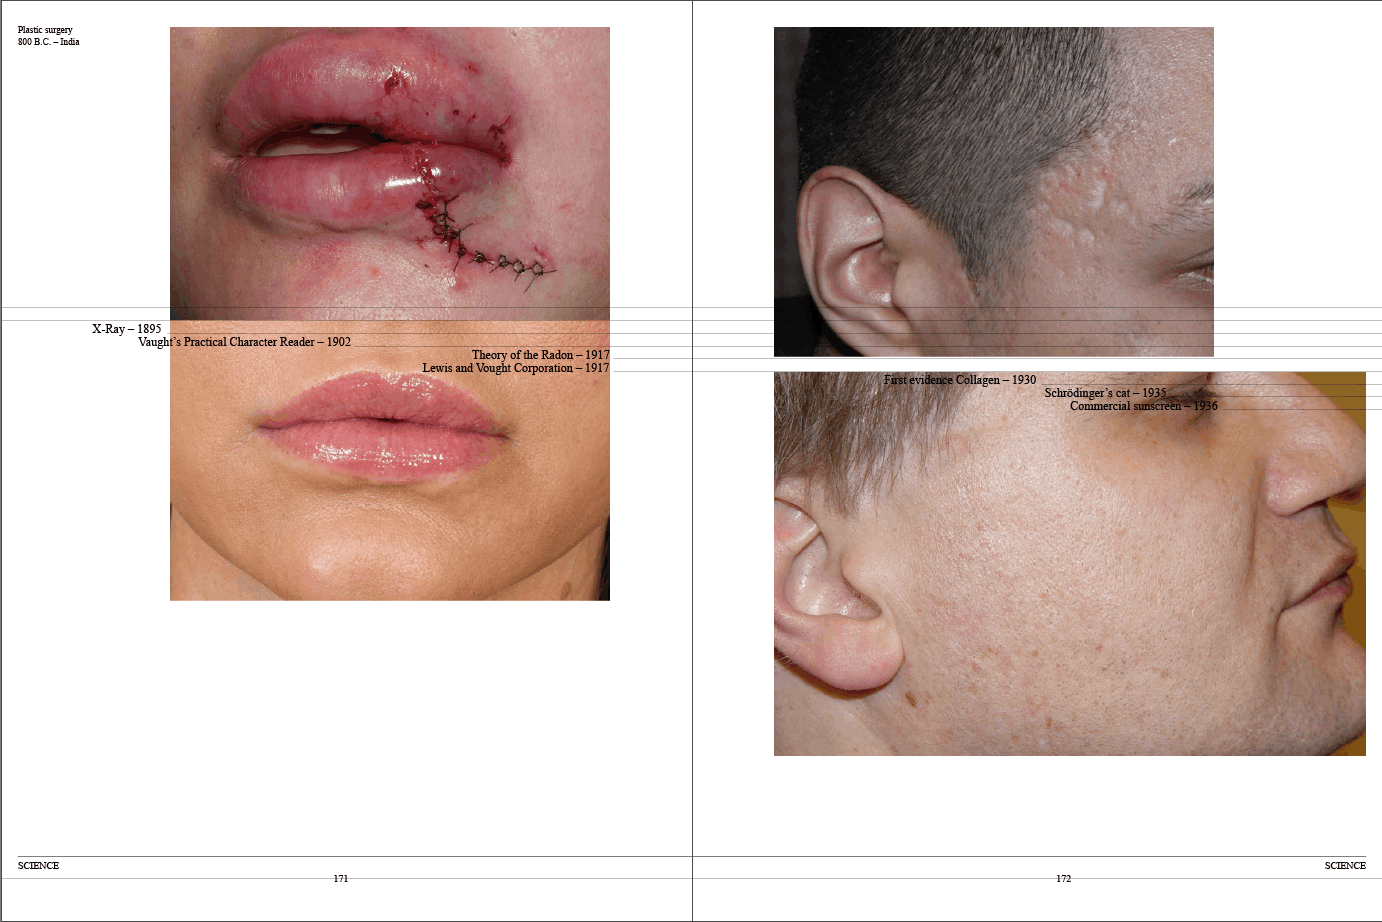 Plastic surgery
800 B.C. – India
X-Ray – 1895
Vaught's Practical Character Reader – 1902
Theory of the Radon – 1917
Lewis and Vought Corporation – 1917
First evidence Collagen – 1930
Schrödinger's cat – 1935
Commercial sunscreen – 1936
SCIENCE
171
SCIENCE
172